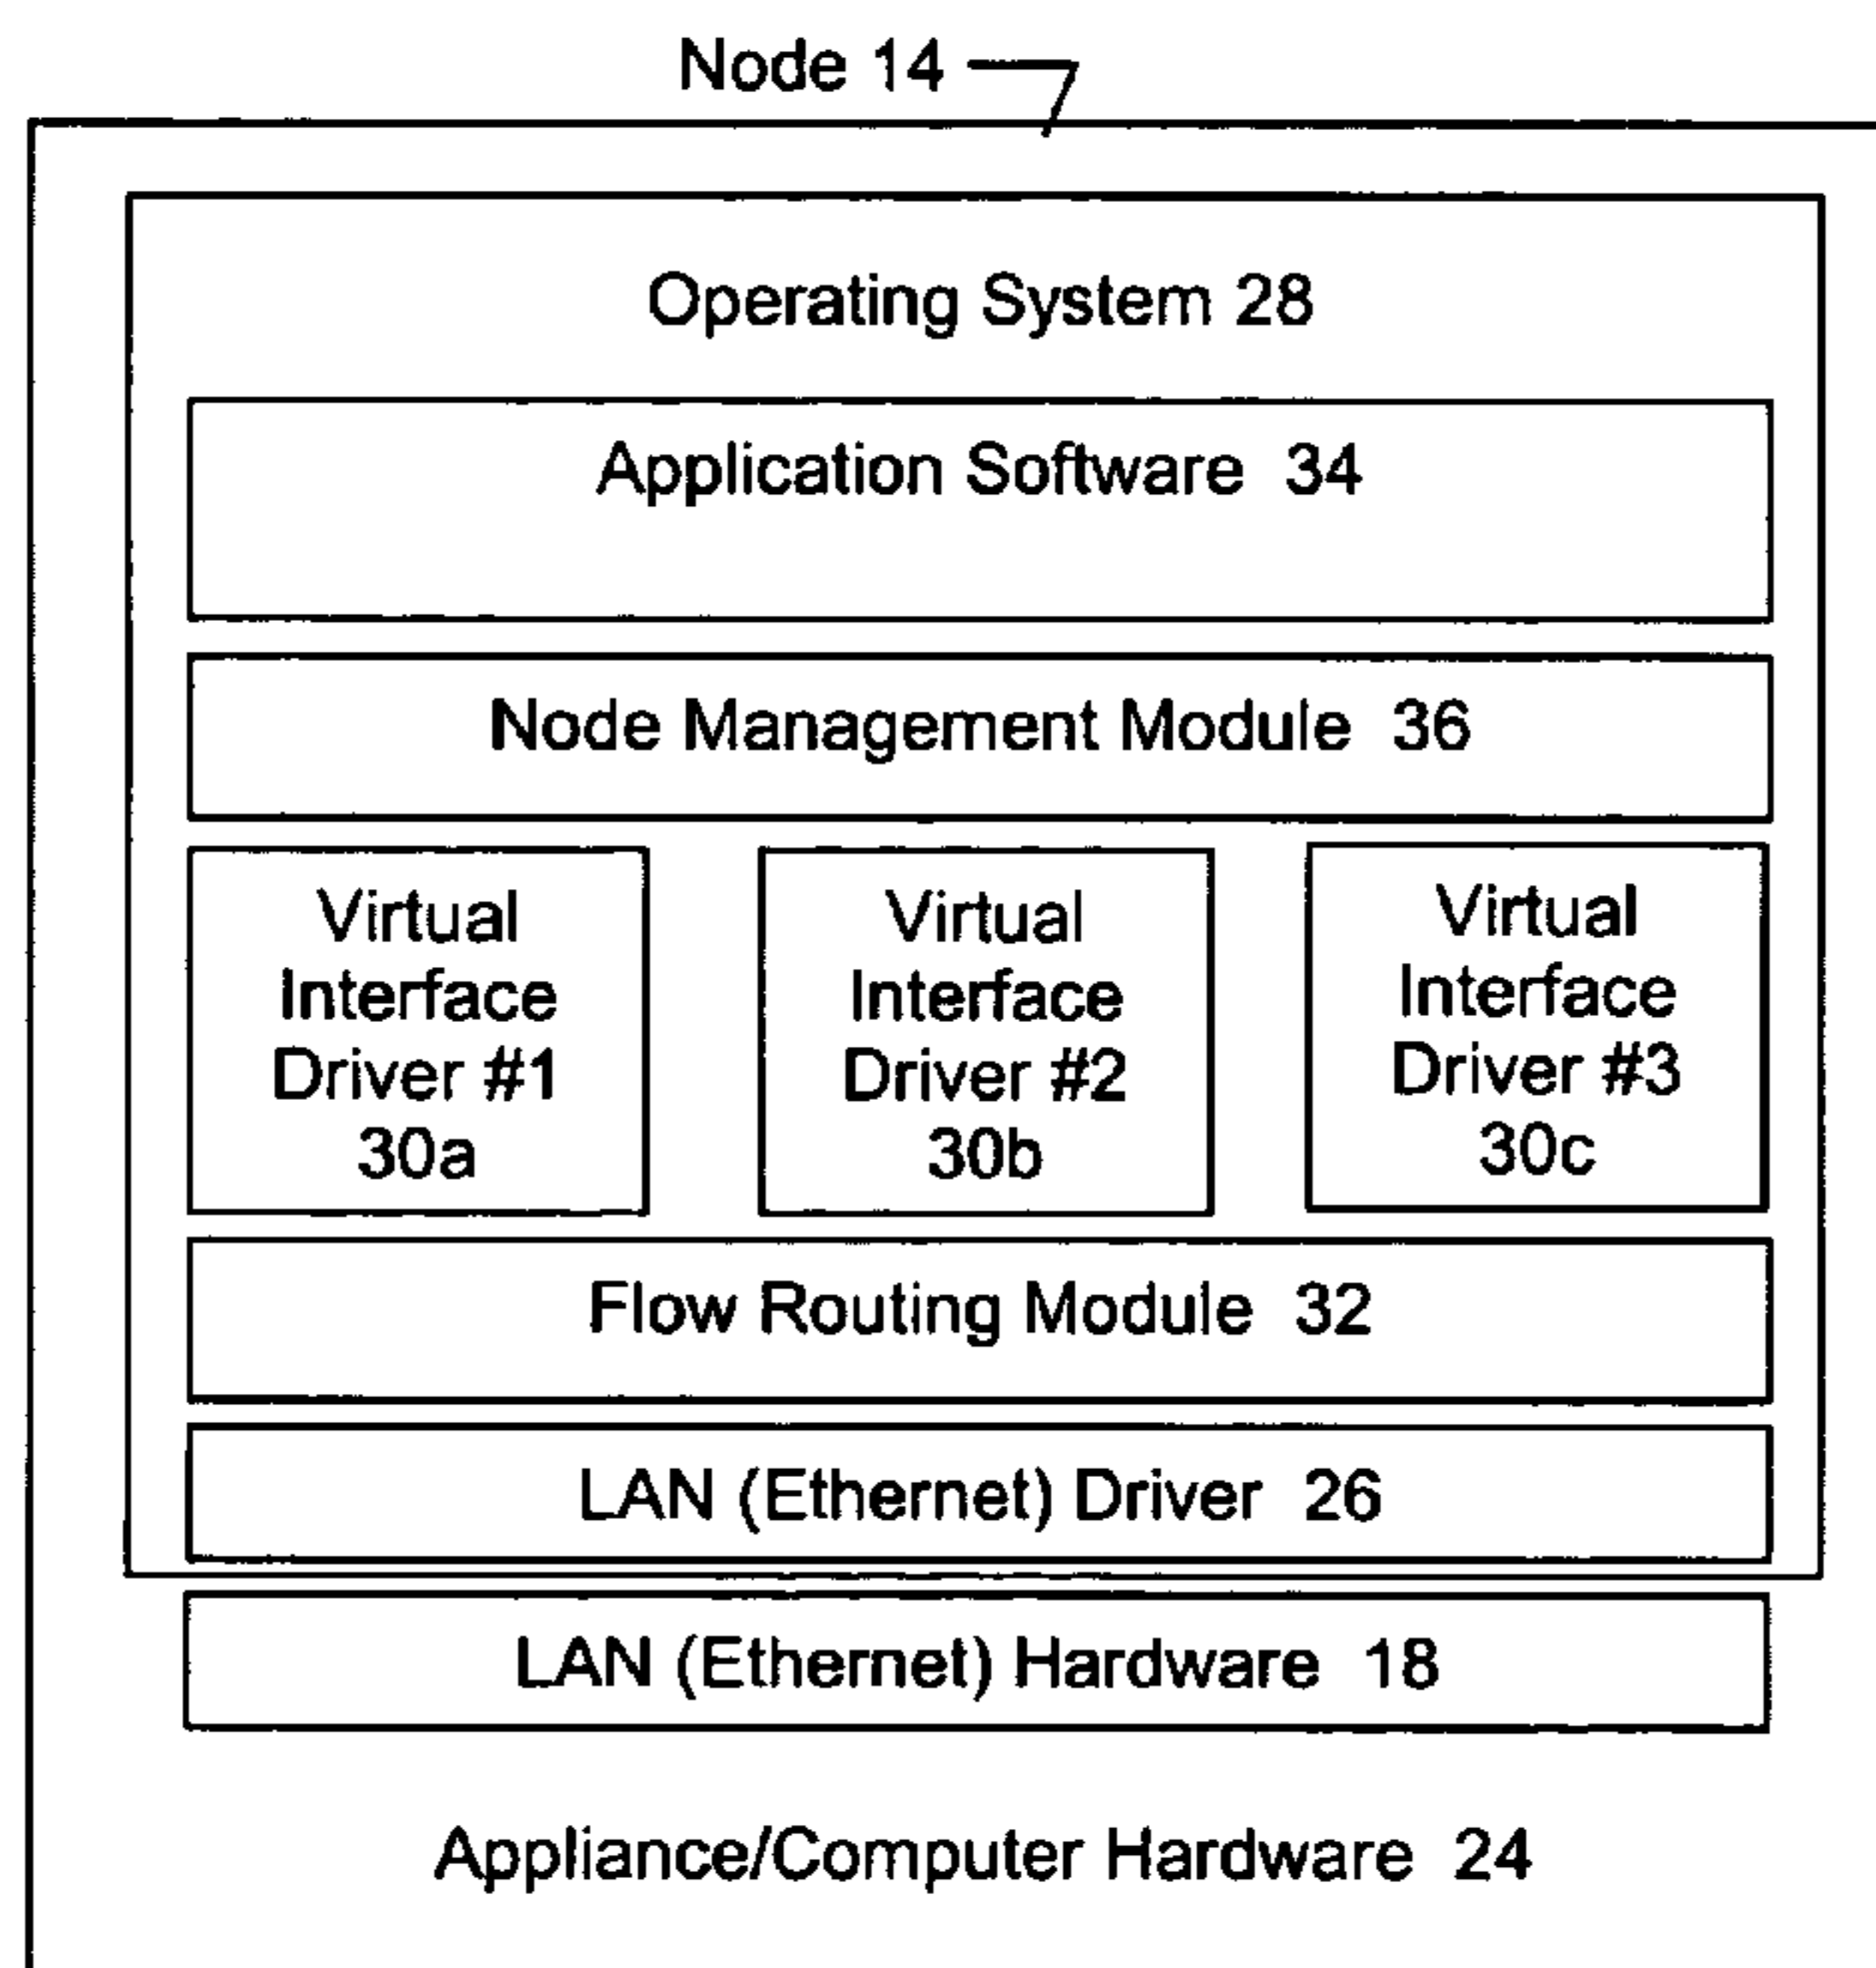 Node 14
Operating System 28
Application Software 34
Node Management Module 36
Virtual
Interface
Driver #1
30a
Virtual
Interface
Driver #2
30b
Virtual
Interface
Driver #3
30c
Flow Routing Module 32
LAN (Ethernet) Driver 26
LAN (Ethernet) Hardware 18
Appliance/Computer Hardware 24